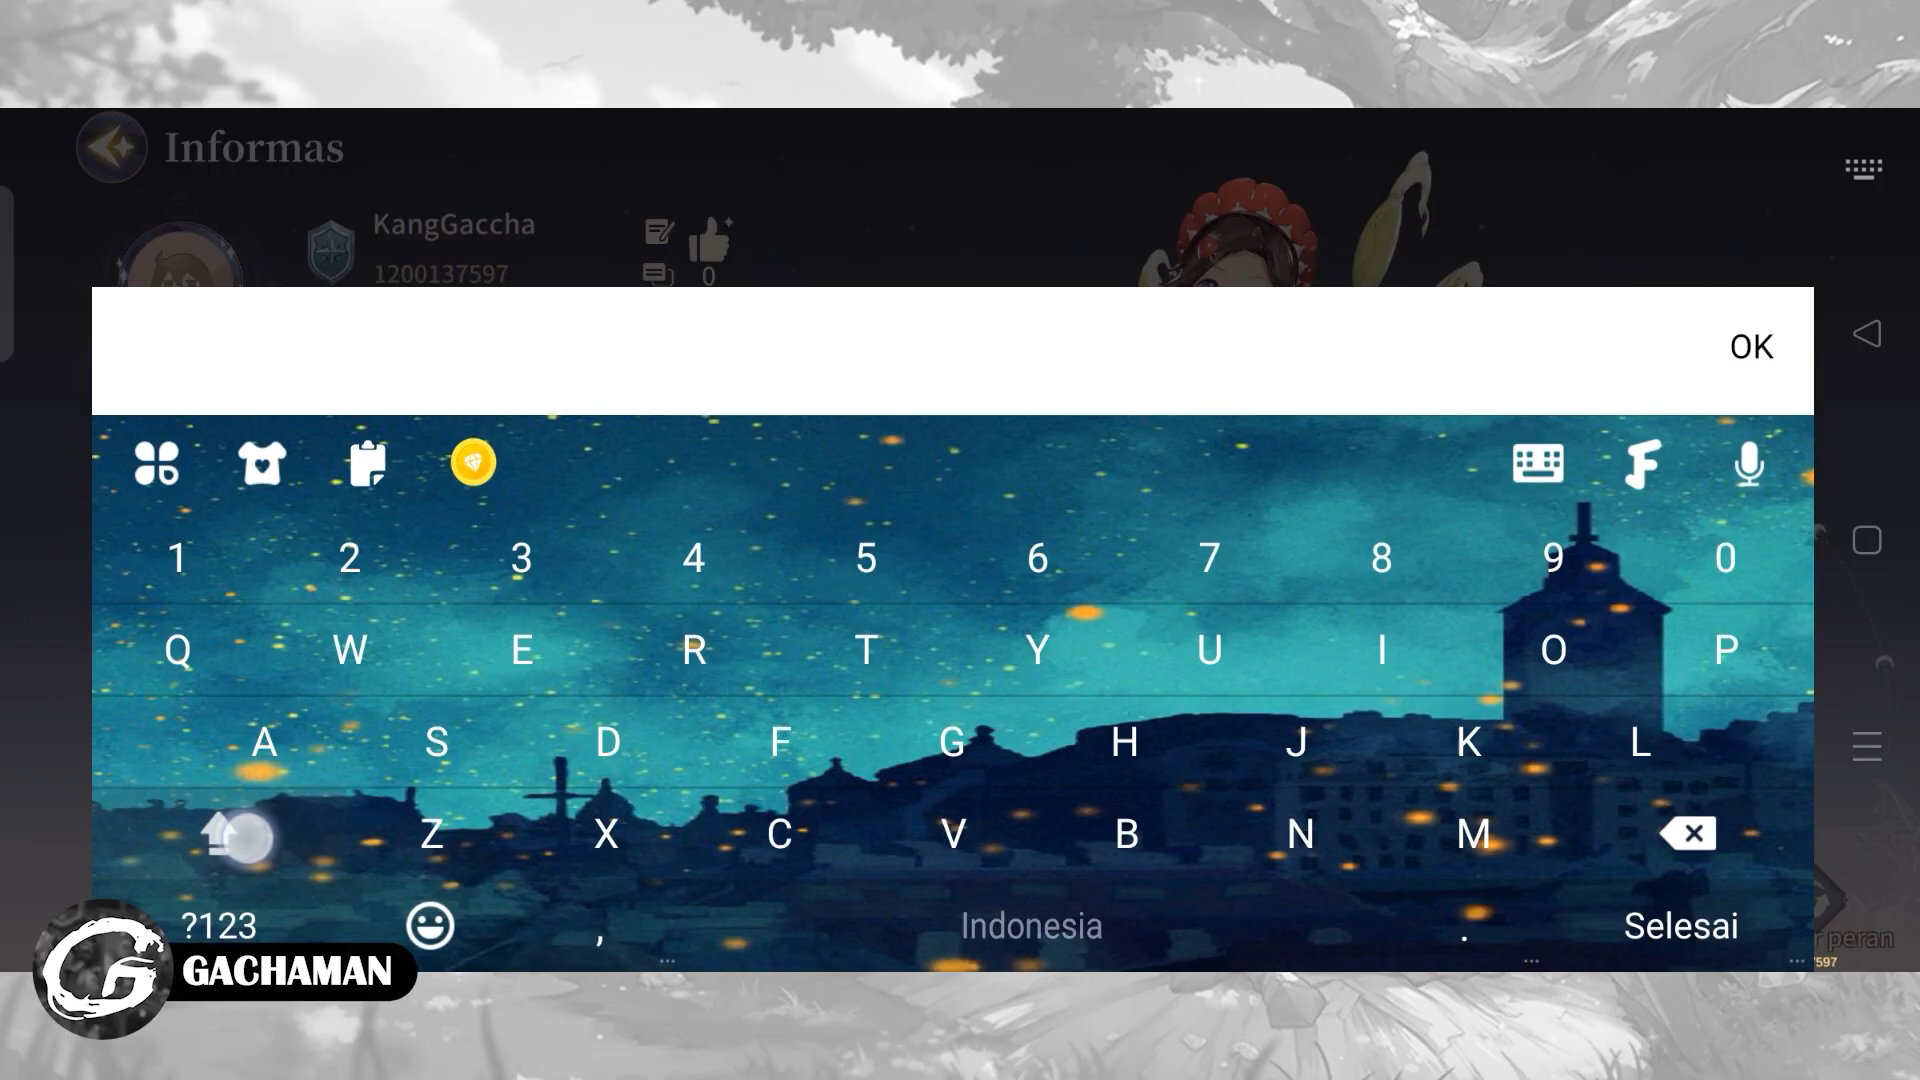 Informas
KangGaccha
1200137597
0
OK
1 2 3 4 5 6 7 8 9 0
Q W E R T Y U I O P
A S D F G H J K L
Z X C V B N M
?123 , Indonesia . Selesai
r peran
597
GACHAMAN